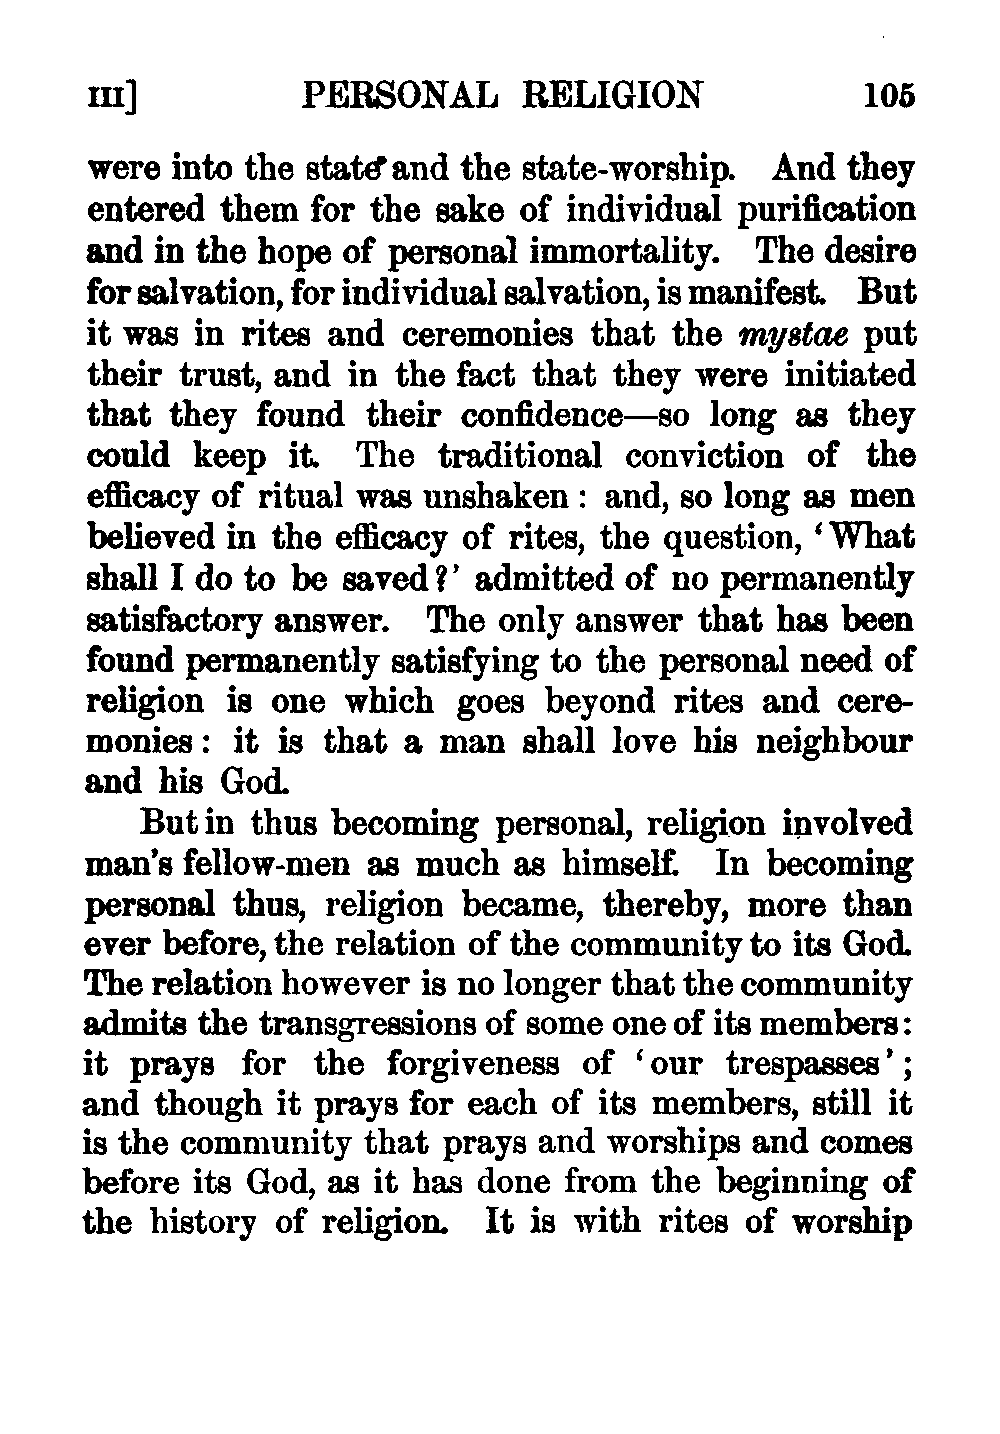 III] PERSONAL RELIGION 105
were into the state and the state-worship. And they
entered them for the sake of individual purification
and in the hope of personal immortality. The desire
for salvation, for individual salvation, is manifest. But
it was in rites and ceremonies that the mystae put
their trust, and in the fact that they were initiated
that they found their confidence—so long as they
could keep it. The traditional conviction of the
efficacy of ritual was unshaken : and, so long as men
believed in the efficacy of rites, the question, ‘What
shall I do to be saved?’ admitted of no permanently
satisfactory answer. The only answer that has been
found permanently satisfying to the personal need of
religion is one which goes beyond rites and cere-
monies : it is that a man shall love his neighbour
and his God.
But in thus becoming personal, religion involved
man’s fellow-men as much as himself. In becoming
personal thus, religion became, thereby, more than
ever before, the relation of the community to its God.
The relation however is no longer that the community
admits the transgressions of some one of its members:
it prays for the forgiveness of ‘our trespasses’;
and though it prays for each of its members, still it
is the community that prays and worships and comes
before its God, as it has done from the beginning of
the history of religion. It is with rites of worship